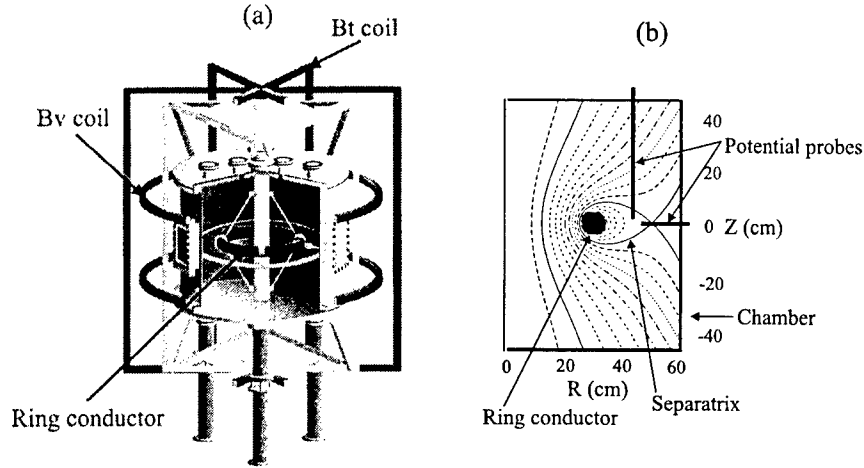 (a)
Bt coil
Bv coil
Ring conductor
(b)
40
Potential probes
20
0 Z (cm)
-20
Chamber
-40
0 20 40 60
R (cm)
Separatrix
Ring conductor